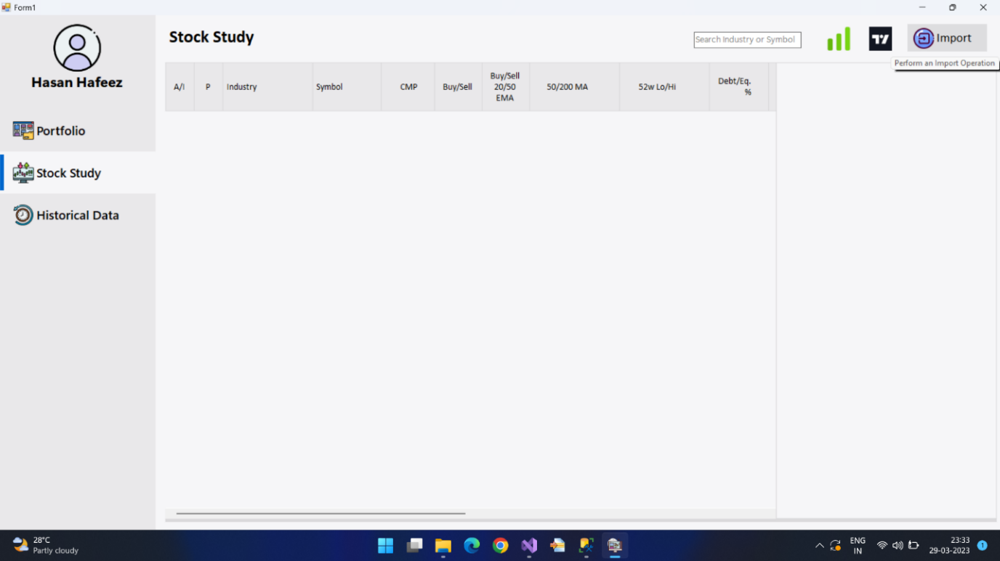 Form1
Hasan Hafeez
Portfolio
Stock Study
Historical Data
Stock Study
Search Industry or Symbol
Import
Perform an Import Operation
A/I
P
Industry
Symbol
CMP
Buy/Sell
Buy/Sell
20/50
EMA
50/200 MA
52w Lo/Hi
Debt/Eq.
%
28°C
Partly cloudy
ENG
IN
23:33
29-03-2023
1